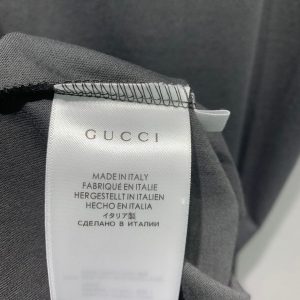 GUCCI
MADE IN ITALY
FABRIQUÉ EN ITALIE
HERGESTELLT IN ITALIEN
HECHO EN ITALIA
イタリア製
СДЕЛАНО В ИТАЛИИ